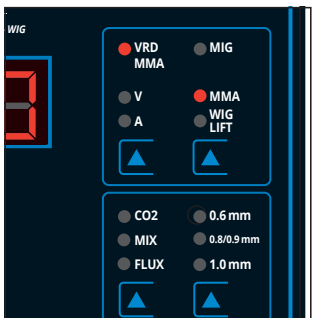 WIG
VRD
MMA
MIG
V
MMA
A
WIG
LIFT
CO2
0.6 mm
MIX
0.8/0.9 mm
FLUX
1.0 mm